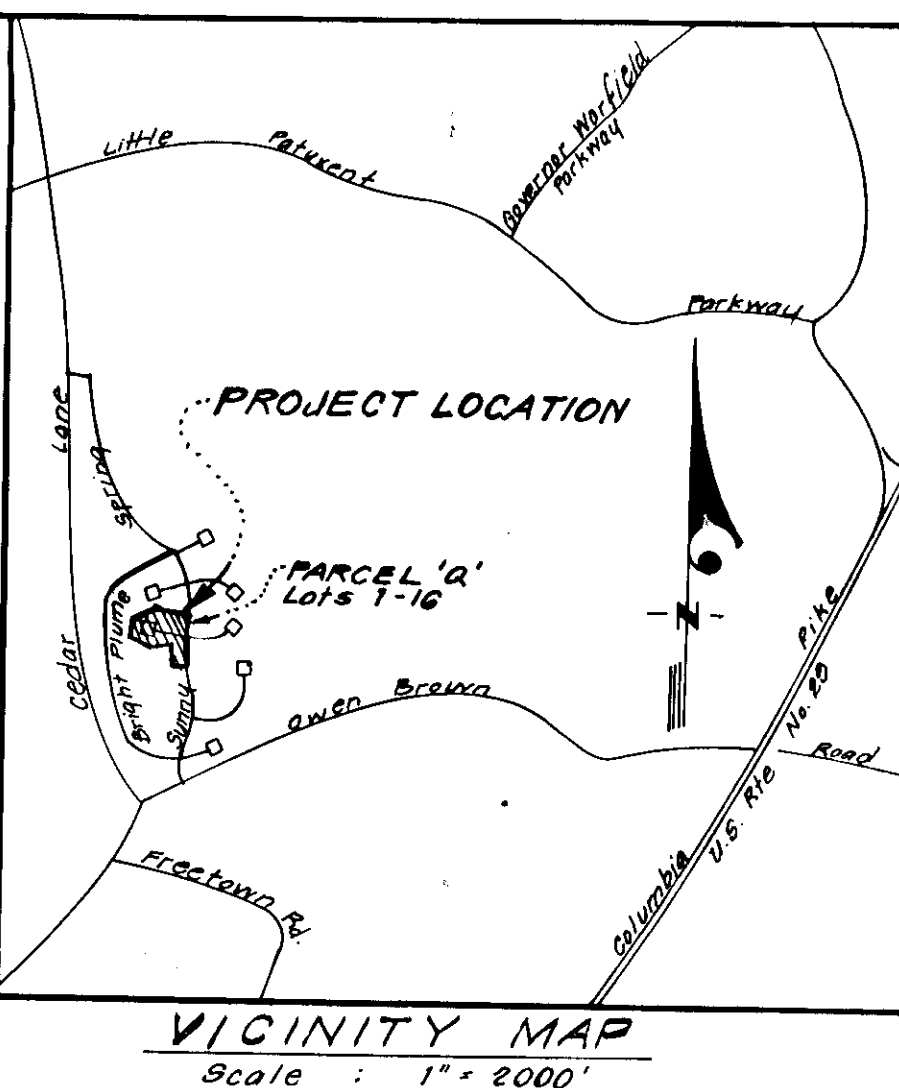 Little Patuxent Parkway
Governor Warfield
Parkway
PROJECT LOCATION
Cedar Lane
Sunny Spring
PARCEL 'Q'
Lots 1-16
Bright Plume
Owen Brown Road
N
Columbia Pike
U.S. Rte No. 29
Freetown Rd.
VICINITY MAP
Scale : 1" = 2000'